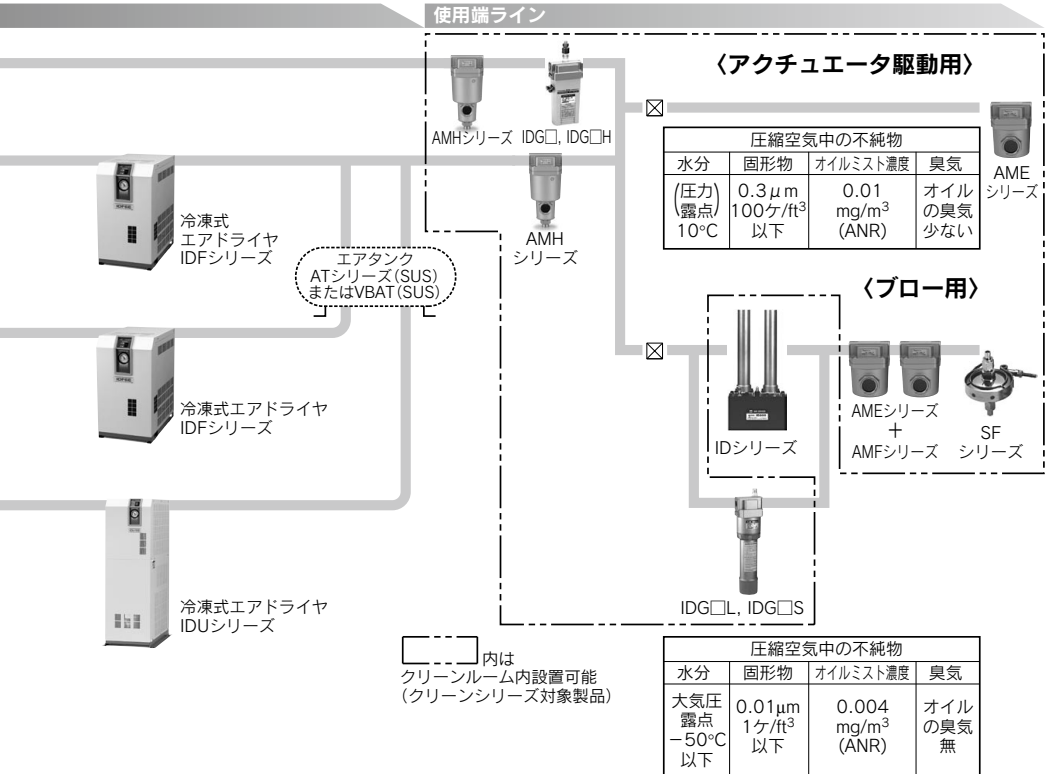 使用端ライン
〈アクチュエータ駆動用〉
AMHシリーズ
IDG□, IDG□H
AME
シリーズ
圧縮空気中の不純物
水分 固形物 オイルミスト濃度 臭気
(圧力
露点)
10°C
0.3μm
100ケ/ft³
以下
0.01
mg/m³
(ANR)
オイル
の臭気
少ない
冷凍式
エアドライヤ
IDFシリーズ
AMH
シリーズ
エアタンク
ATシリーズ(SUS)
またはVBAT(SUS)
〈ブロー用〉
冷凍式エアドライヤ
IDFシリーズ
IDシリーズ
AMEシリーズ
+
AMFシリーズ
SF
シリーズ
冷凍式エアドライヤ
IDUシリーズ
IDG□L, IDG□S
内は
クリーンルーム内設置可能
(クリーンシリーズ対象製品)
圧縮空気中の不純物
水分 固形物 オイルミスト濃度 臭気
大気圧
露点
−50°C
以下
0.01μm
1ケ/ft³
以下
0.004
mg/m³
(ANR)
オイル
の臭気
無